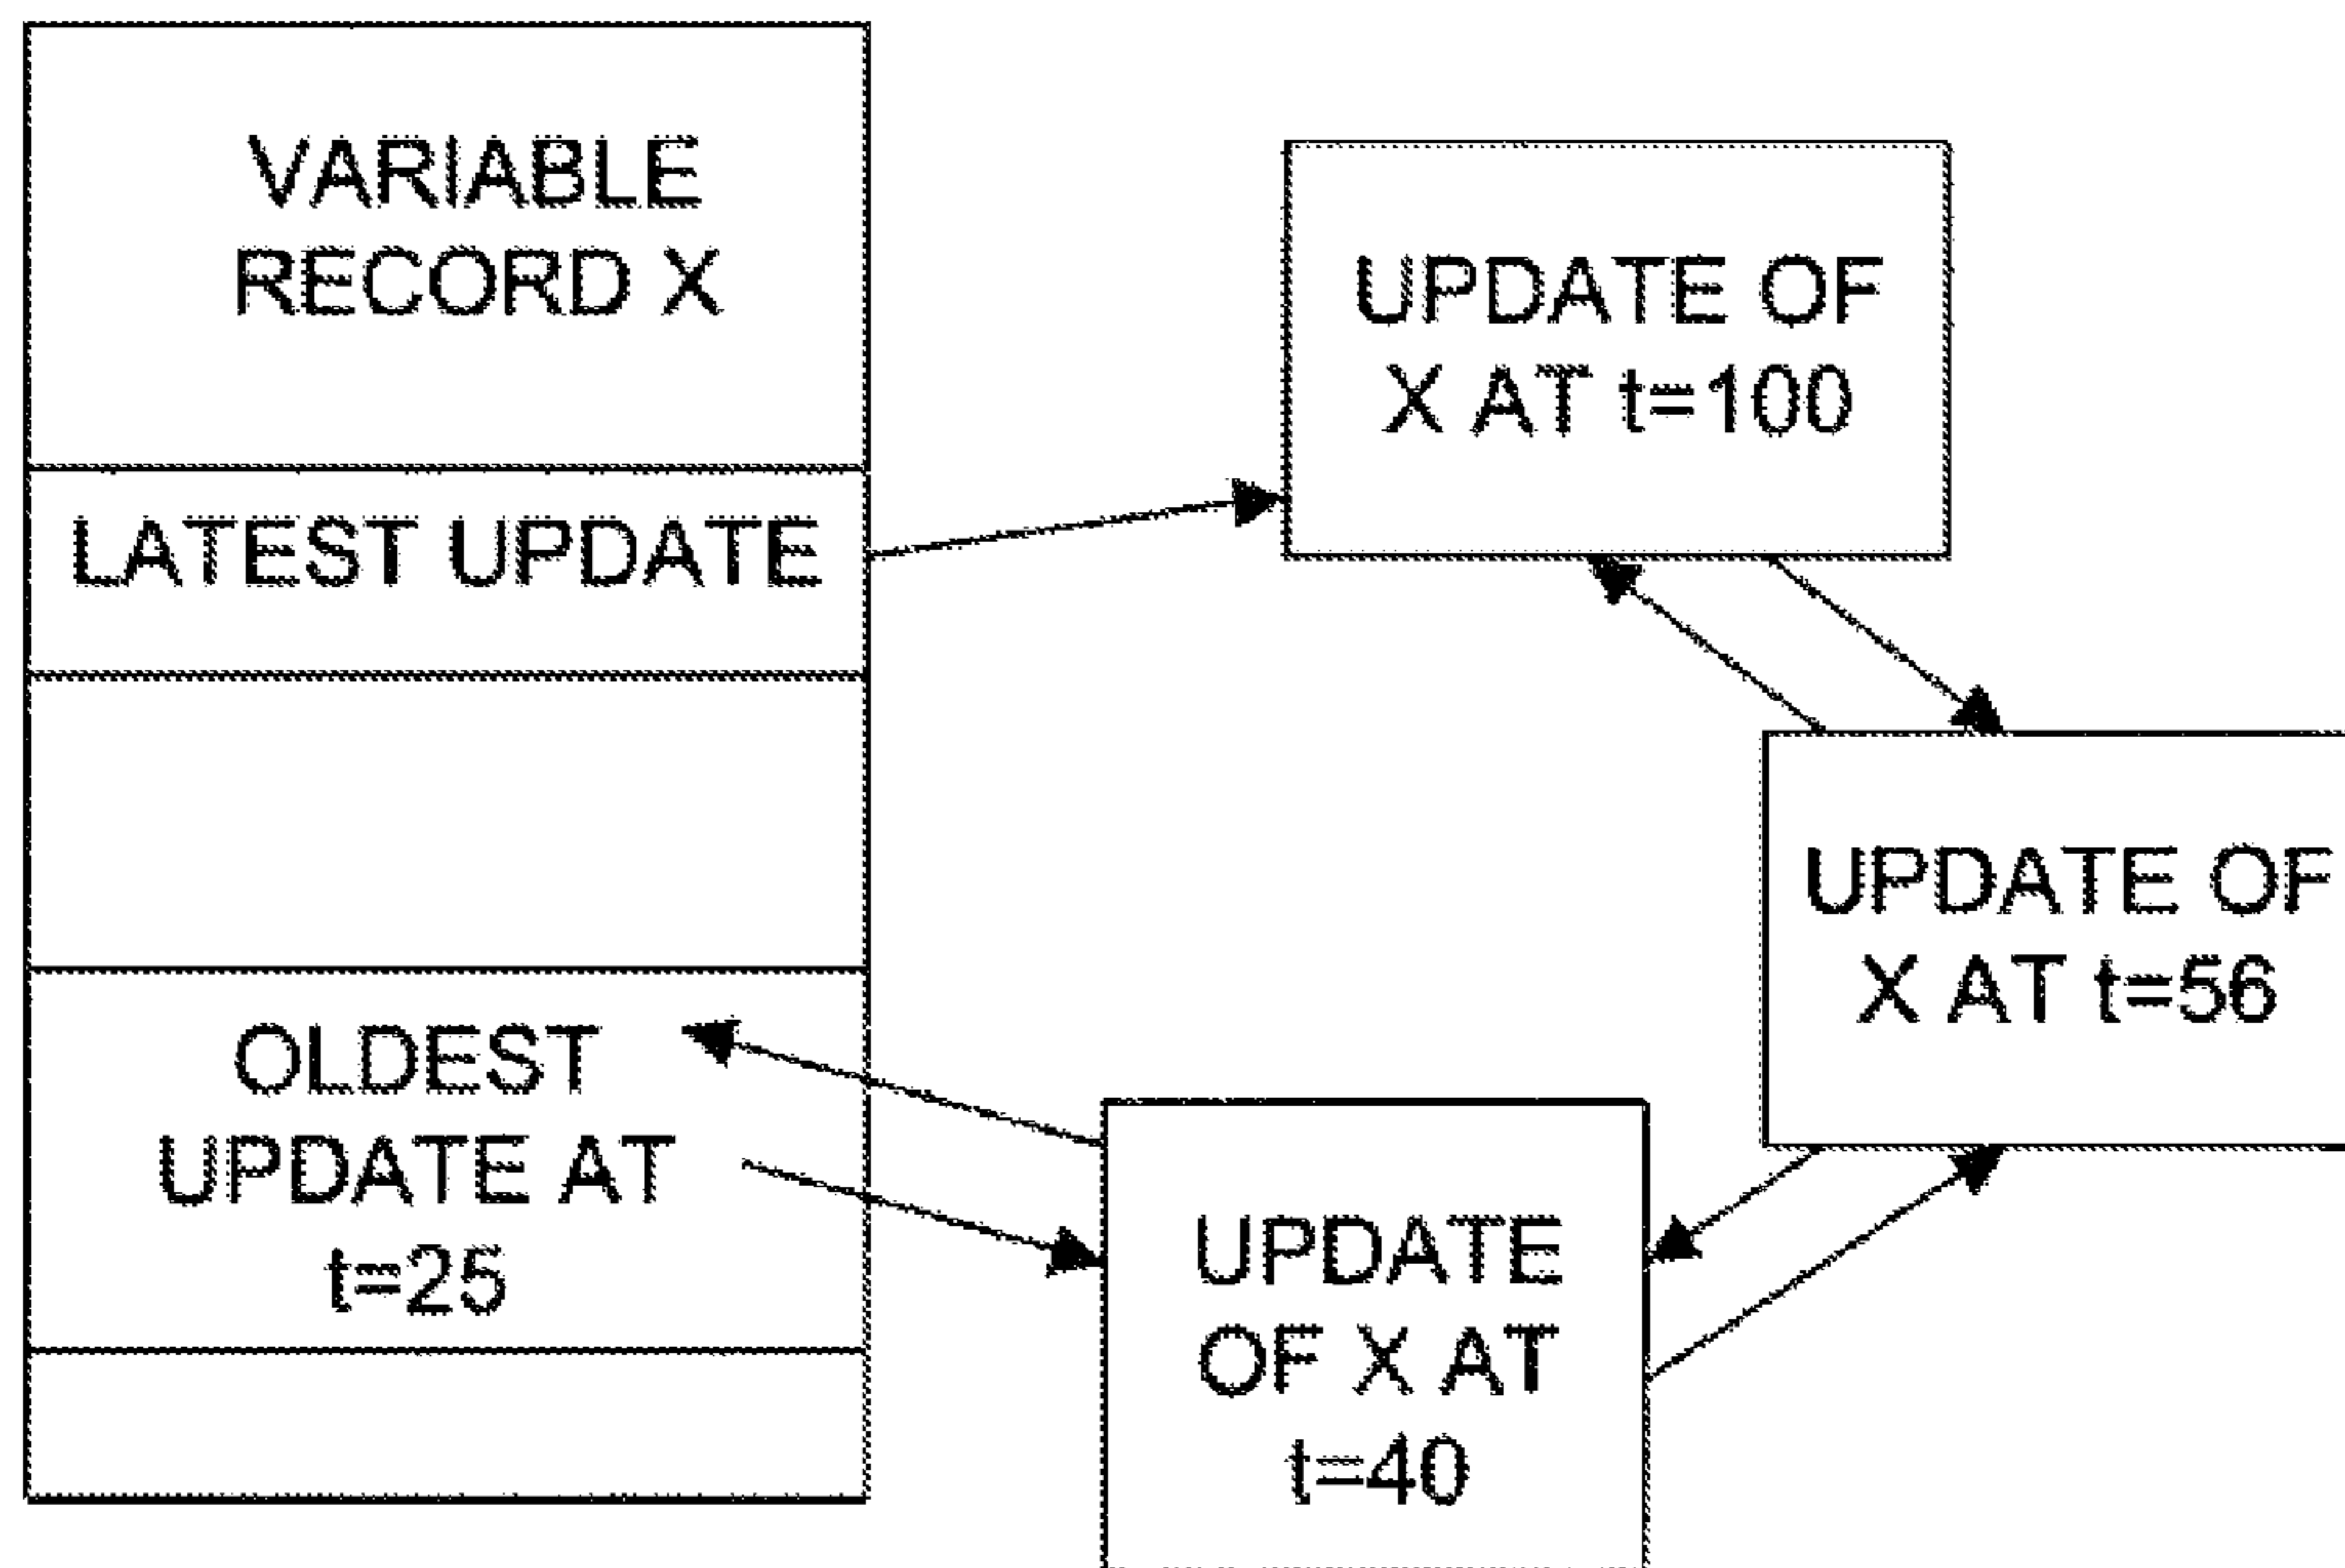 VARIABLE
RECORD X
LATEST UPDATE
OLDEST
UPDATE AT
t=25
UPDATE OF
X AT t=100
UPDATE OF
X AT t=56
UPDATE
OF X AT
t=40